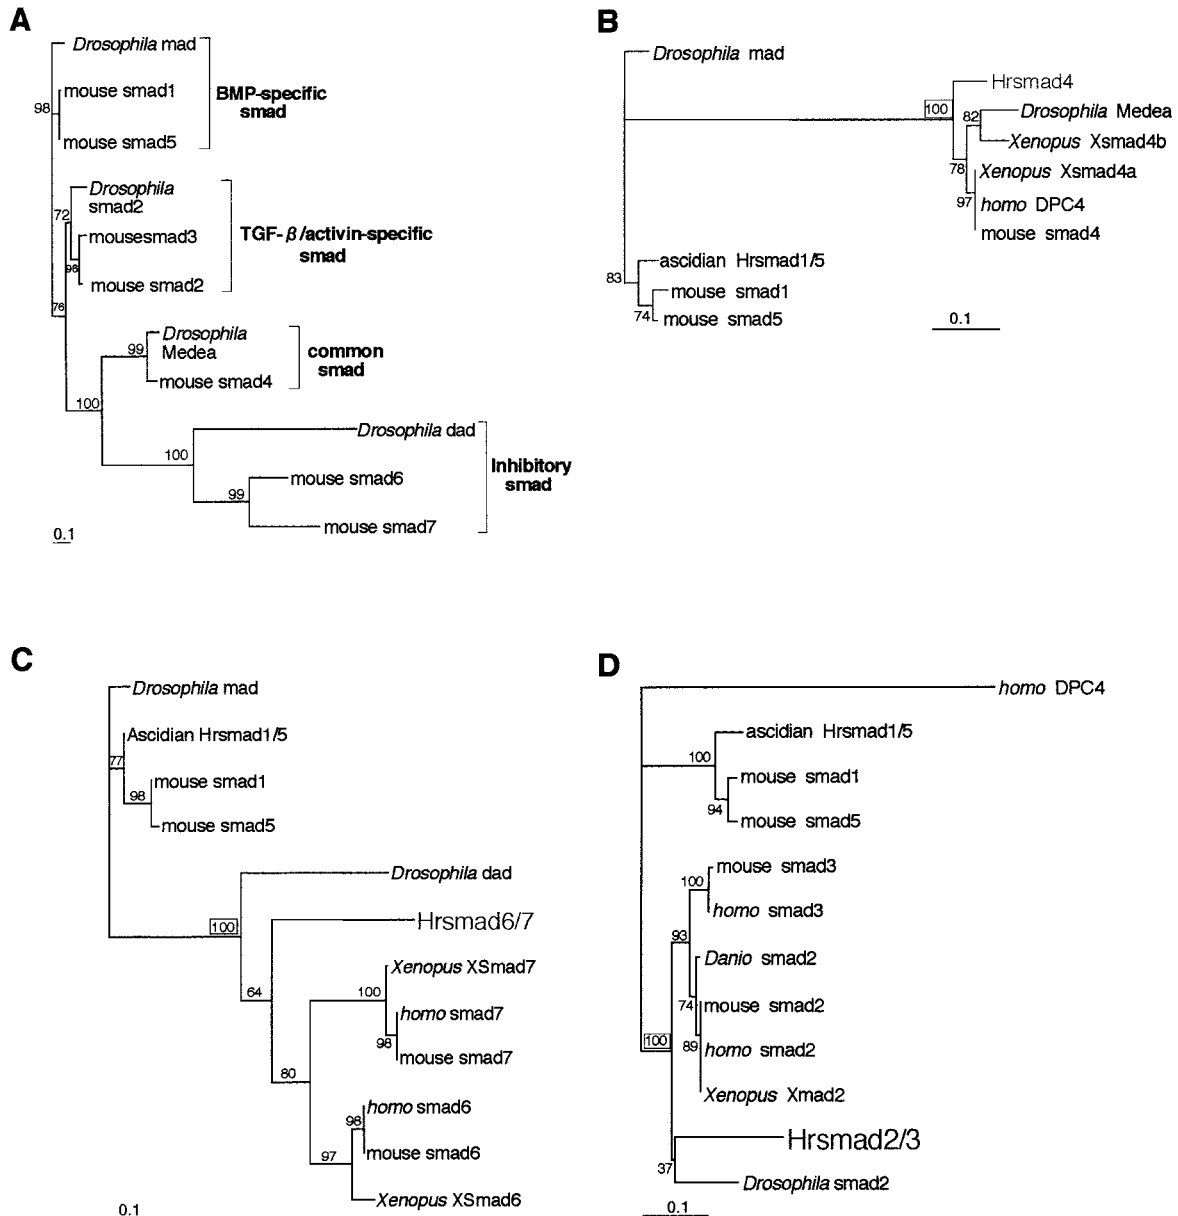 A
Drosophila mad
mouse smad1
98
BMP-specific
smad
mouse smad5
Drosophila
smad2
72
mousesmad3
TGF-β/activin-specific
smad
96
mouse smad2
76
Drosophila
Medea
99
common
smad
mouse smad4
100
Drosophila dad
100
Inhibitory
smad
mouse smad6
99
mouse smad7
0.1
B
Drosophila mad
Hrsmad4
100
Drosophila Medea
82
Xenopus Xsmad4b
78
Xenopus Xsmad4a
97
homo DPC4
mouse smad4
ascidian Hrsmad1/5
83
mouse smad1
74
mouse smad5
0.1
C
Drosophila mad
Ascidian Hrsmad1/5
77
mouse smad1
98
mouse smad5
Drosophila dad
Hrsmad6/7
100
Xenopus XSmad7
64
100
homo smad7
98
mouse smad7
80
homo smad6
98
mouse smad6
97
Xenopus XSmad6
0.1
D
homo DPC4
ascidian Hrsmad1/5
100
mouse smad1
94
mouse smad5
mouse smad3
100
homo smad3
93
Danio smad2
74
mouse smad2
100
89
homo smad2
Xenopus Xmad2
Hrsmad2/3
37
Drosophila smad2
0.1